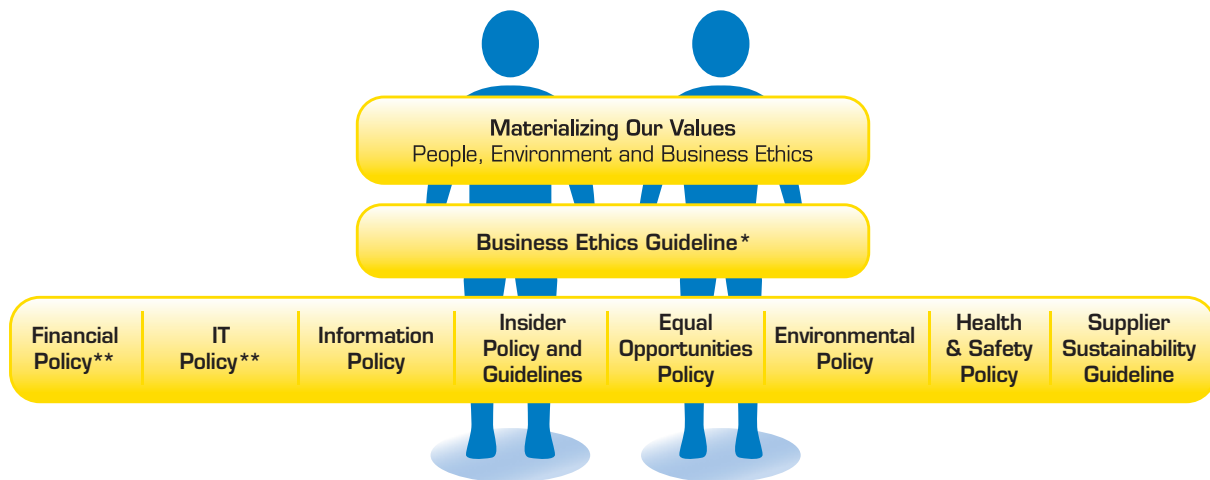 Materializing Our Values
People, Environment and Business Ethics
Business Ethics Guideline*
Financial
Policy**
IT
Policy**
Information
Policy
Insider
Policy and
Guidelines
Equal
Opportunities
Policy
Environmental
Policy
Health
& Safety
Policy
Supplier
Sustainability
Guideline